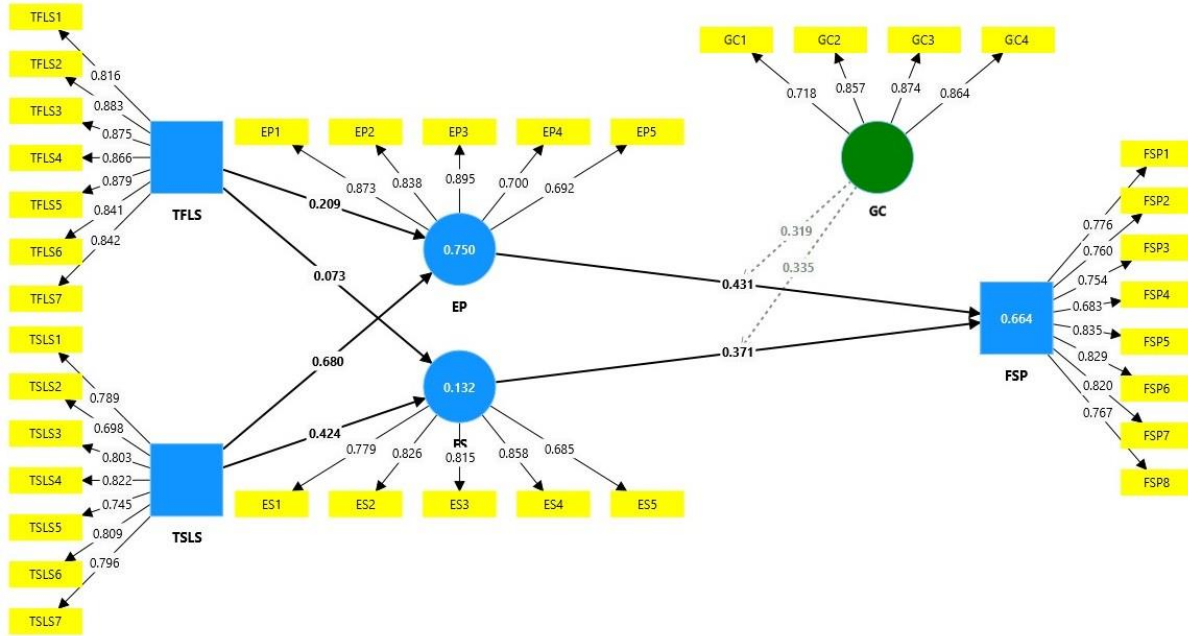 TFLS1
TFLS2
TFLS3
TFLS4
TFLS5
TFLS6
TFLS7
0.816
0.883
0.875
0.866
0.879
0.841
0.842
TFLS
TSLS1
TSLS2
TSLS3
TSLS4
TSLS5
TSLS6
TSLS7
0.789
0.698
0.803
0.822
0.745
0.809
0.796
TSLS
0.209
0.073
0.680
0.424
EP1
EP2
EP3
EP4
EP5
0.873
0.838
0.895
0.700
0.692
0.750
EP
0.132
ES
0.779
0.826
0.815
0.858
0.685
ES1
ES2
ES3
ES4
ES5
GC1
GC2
GC3
GC4
0.718
0.857
0.874
0.864
GC
0.319
0.335
0.431
0.371
0.664
FSP
0.776
0.760
0.754
0.683
0.835
0.829
0.820
0.767
FSP1
FSP2
FSP3
FSP4
FSP5
FSP6
FSP7
FSP8